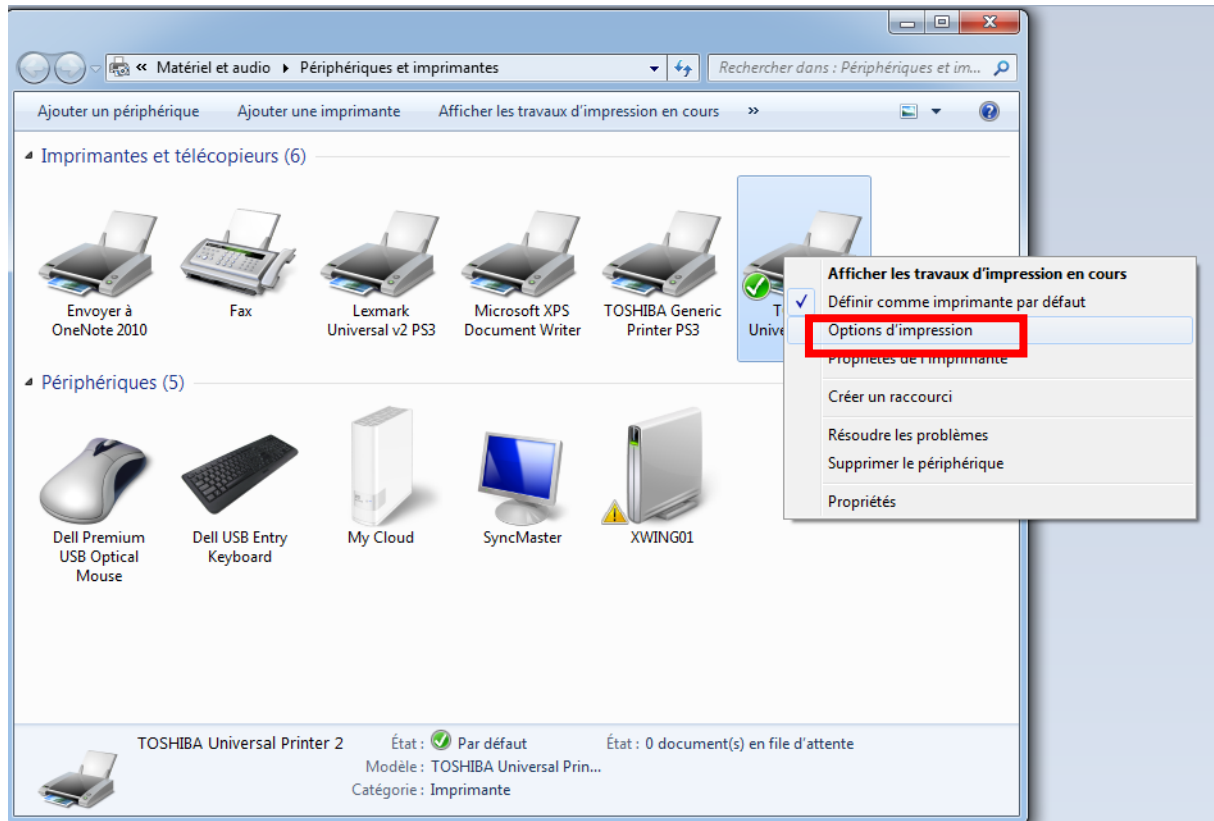 « Matériel et audio ▸ Périphériques et imprimantes
Rechercher dans : Périphériques et im...
Ajouter un périphérique Ajouter une imprimante Afficher les travaux d'impression en cours »
Imprimantes et télécopieurs (6)
Envoyer à
OneNote 2010
Fax
Lexmark
Universal v2 PS3
Microsoft XPS
Document Writer
TOSHIBA Generic
Printer PS3
Afficher les travaux d'impression en cours
Définir comme imprimante par défaut
Options d'impression
Propriétés de l'imprimante
Créer un raccourci
Résoudre les problèmes
Supprimer le périphérique
Propriétés
Périphériques (5)
Dell Premium
USB Optical
Mouse
Dell USB Entry
Keyboard
My Cloud
SyncMaster
XWING01
TOSHIBA Universal Printer 2 État : Par défaut État : 0 document(s) en file d'attente
Modèle : TOSHIBA Universal Prin...
Catégorie : Imprimante